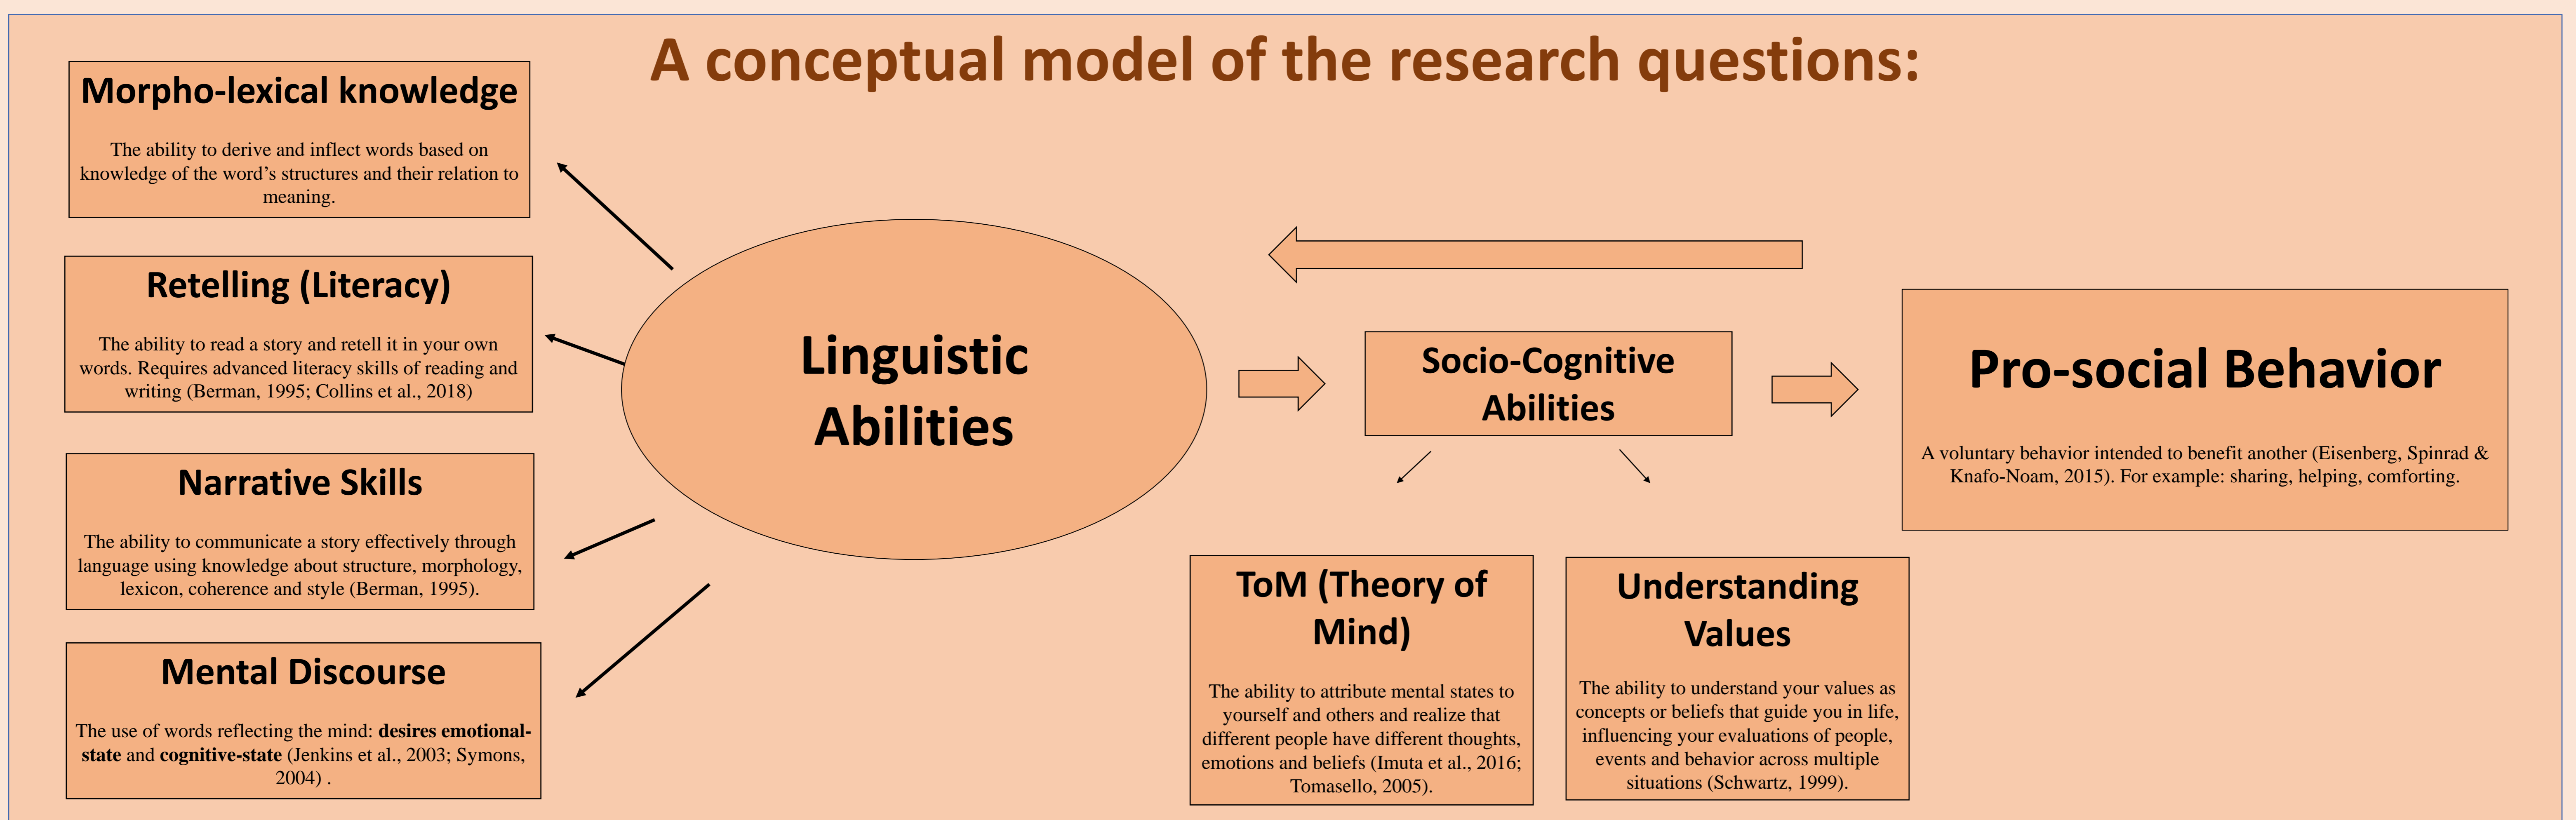 A conceptual model of the research questions:
Morpho-lexical knowledge
The ability to derive and inflect words based on
knowledge of the word’s structures and their relation to
meaning.
Retelling (Literacy)
The ability to read a story and retell it in your own
words. Requires advanced literacy skills of reading and
writing (Berman, 1995; Collins et al., 2018)
Narrative Skills
The ability to communicate a story effectively through
language using knowledge about structure, morphology,
lexicon, coherence and style (Berman, 1995).
Mental Discourse
The use of words reflecting the mind: desires emotional-
state and cognitive-state (Jenkins et al., 2003; Symons,
2004) .
Linguistic
Abilities
Socio-Cognitive
Abilities
ToM (Theory of
Mind)
The ability to attribute mental states to
yourself and others and realize that
different people have different thoughts,
emotions and beliefs (Imuta et al., 2016;
Tomasello, 2005).
Understanding
Values
The ability to understand your values as
concepts or beliefs that guide you in life,
influencing your evaluations of people,
events and behavior across multiple
situations (Schwartz, 1999).
Pro-social Behavior
A voluntary behavior intended to benefit another (Eisenberg, Spinrad &
Knafo-Noam, 2015). For example: sharing, helping, comforting.